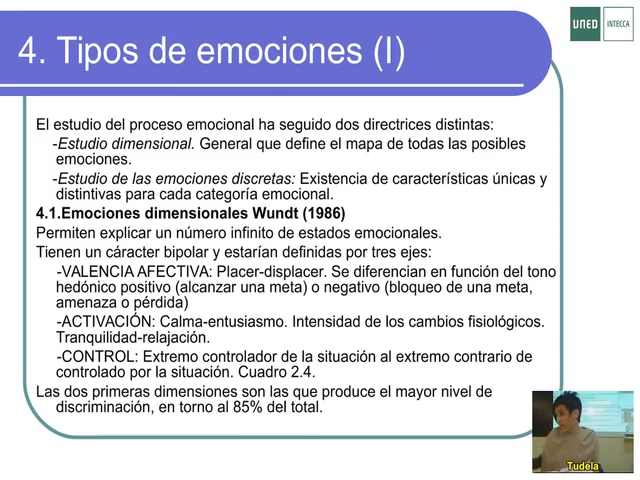 4. Tipos de emociones (I)
UNED
INTECCA
El estudio del proceso emocional ha seguido dos directrices distintas:
-Estudio dimensional. General que define el mapa de todas las posibles
emociones.
-Estudio de las emociones discretas: Existencia de características únicas y
distintivas para cada categoría emocional.
4.1.Emociones dimensionales Wundt (1986)
Permiten explicar un número infinito de estados emocionales.
Tienen un cáracter bipolar y estarían definidas por tres ejes:
-VALENCIA AFECTIVA: Placer-displacer. Se diferencian en función del tono
hedónico positivo (alcanzar una meta) o negativo (bloqueo de una meta,
amenaza o pérdida)
-ACTIVACIÓN: Calma-entusiasmo. Intensidad de los cambios fisiológicos.
Tranquilidad-relajación.
-CONTROL: Extremo controlador de la situación al extremo contrario de
controlado por la situación. Cuadro 2.4.
Las dos primeras dimensiones son las que produce el mayor nivel de
discriminación, en torno al 85% del total.
Tudela